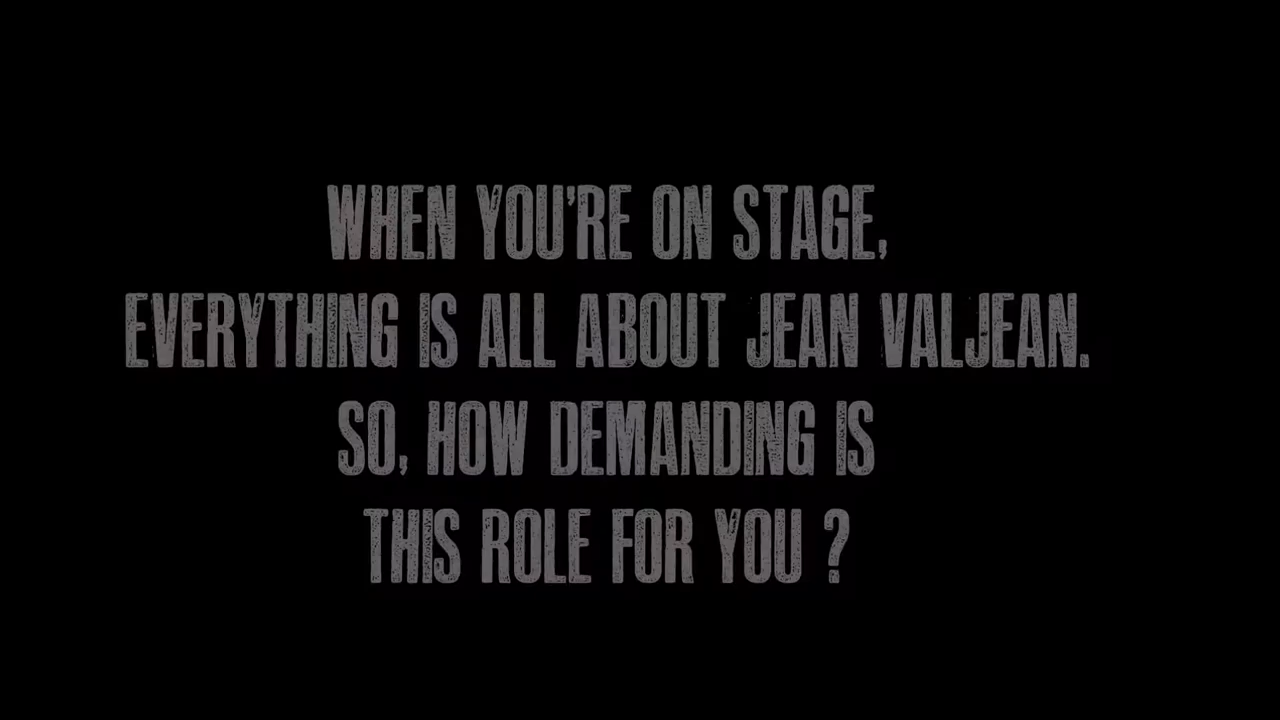 WHEN YOU'RE ON STAGE,
EVERYTHING IS ALL ABOUT JEAN VALJEAN.
SO, HOW DEMANDING IS
THIS ROLE FOR YOU ?